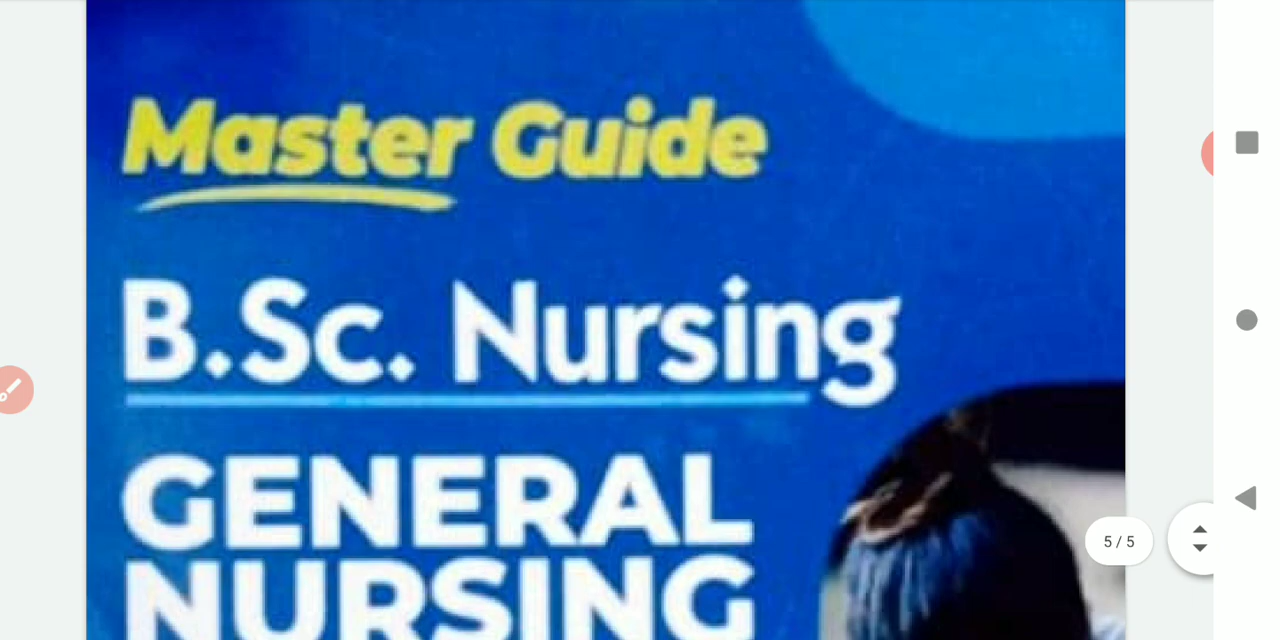 Master Guide
B.Sc. Nursing
GENERAL
NURSING
5 / 5